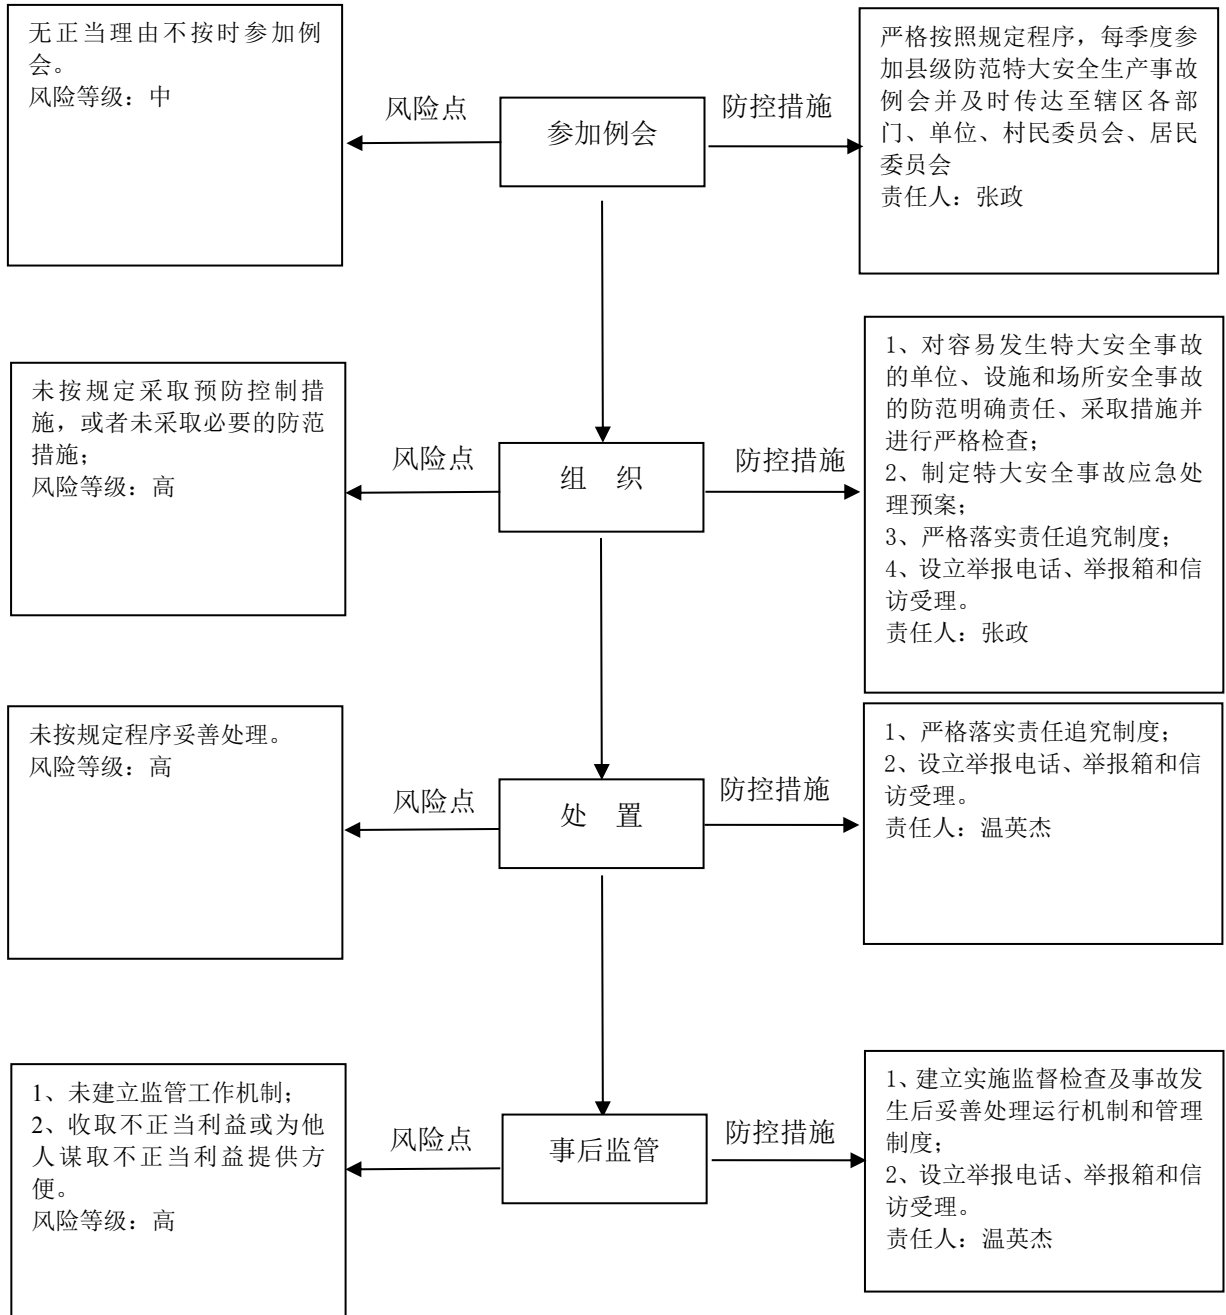 无正当理由不按时参加例
会。
风险等级：中
风险点
参加例会
防控措施
严格按照规定程序，每季度参
加县级防范特大安全生产事故
例会并及时传达至辖区各部
门、单位、村民委员会、居民
委员会
责任人：张政
未按规定采取预防控制措
施，或者未采取必要的防范
措施；
风险等级：高
风险点
组 织
防控措施
1、对容易发生特大安全事故
的单位、设施和场所安全事故
的防范明确责任、采取措施并
进行严格检查；
2、制定特大安全事故应急处
理预案；
3、严格落实责任追究制度；
4、设立举报电话、举报箱和信
访受理。
责任人：张政
未按规定程序妥善处理。
风险等级：高
风险点
处 置
防控措施
1、严格落实责任追究制度；
2、设立举报电话、举报箱和信
访受理。
责任人：温英杰
1、未建立监管工作机制；
2、收取不正当利益或为他
人谋取不正当利益提供方
便。
风险等级：高
风险点
事后监管
防控措施
1、建立实施监督检查及事故发
生后妥善处理运行机制和管理
制度；
2、设立举报电话、举报箱和信
访受理。
责任人：温英杰